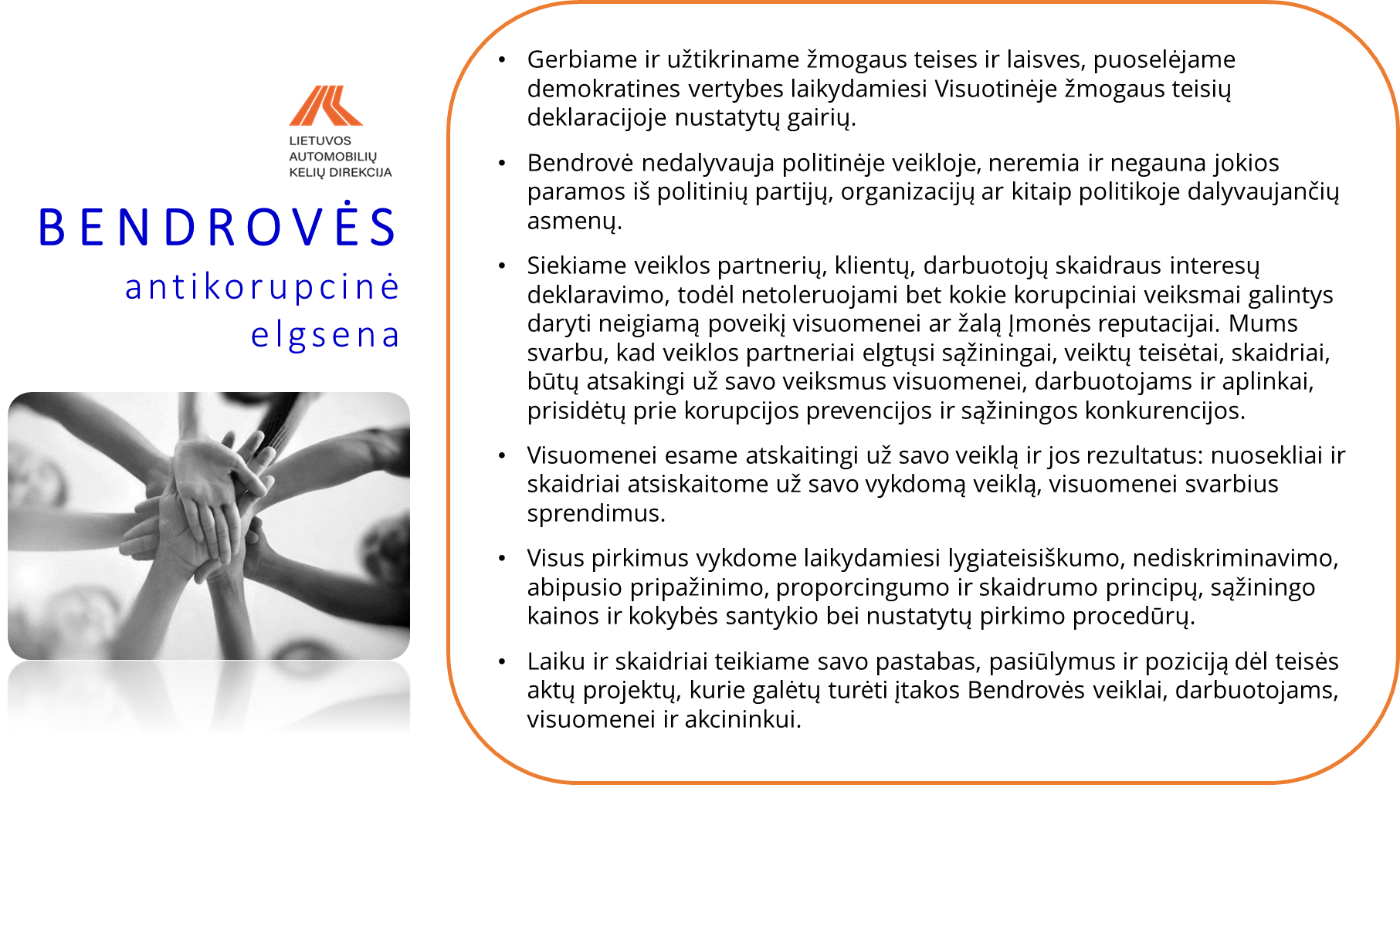 LIETUVOS
AUTOMOBILIŲ
KELIŲ DIREKCIJA
BENDROVĖS
antikorupcinė
elgsena
• Gerbiame ir užtikriname žmogaus teises ir laisves, puoselėjame
demokratines vertybes laikydamiesi Visuotinėje žmogaus teisių
deklaracijoje nustatytų gairių.
• Bendrovė nedalyvauja politinėje veikloje, neremia ir negauna jokios
paramos iš politinių partijų, organizacijų ar kitaip politikoje dalyvaujančių
asmenų.
• Siekiame veiklos partnerių, klientų, darbuotojų skaidraus interesų
deklaravimo, todėl netoleruojami bet kokie korupciniai veiksmai galintys
daryti neigiamą poveikį visuomenei ar žalą Įmonės reputacijai. Mums
svarbu, kad veiklos partneriai elgtųsi sąžiningai, veiktų teisėtai, skaidriai,
būtų atsakingi už savo veiksmus visuomenei, darbuotojams ir aplinkai,
prisidėtų prie korupcijos prevencijos ir sąžiningos konkurencijos.
• Visuomenei esame atskaitingi už savo veiklą ir jos rezultatus: nuosekliai ir
skaidriai atsiskaitome už savo vykdomą veiklą, visuomenei svarbius
sprendimus.
• Visus pirkimus vykdome laikydamiesi lygiateisiškumo, nediskriminavimo,
abipusio pripažinimo, proporcingumo ir skaidrumo principų, sąžiningo
kainos ir kokybės santykio bei nustatytų pirkimo procedūrų.
• Laiku ir skaidriai teikiame savo pastabas, pasiūlymus ir poziciją dėl teisės
aktų projektų, kurie galėtų turėti įtakos Bendrovės veiklai, darbuotojams,
visuomenei ir akcininkui.